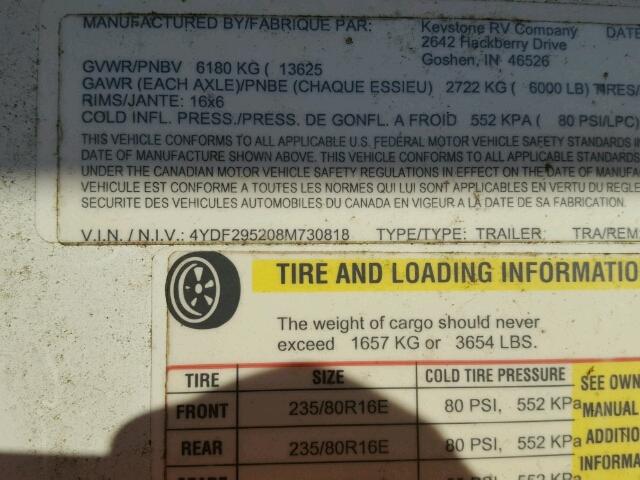 MANUFACTURED BY/FABRIQUE PAR: Keystone RV Company DATE
2642 Hackberry Drive
Goshen, IN 46526
GVWR/PNBV 6180 KG ( 13625
GAWR (EACH AXLE)/PNBE (CHAQUE ESSIEU) 2722 KG ( 6000 LB) TIRES/
RIMS/JANTE: 16x6
COLD INFL. PRESS./PRESS. DE GONFL. A FROID 552 KPA ( 80 PSI/LPC)
THIS VEHICLE CONFORMS TO ALL APPLICABLE U.S. FEDERAL MOTOR VEHICLE SAFETY STANDARDS IN
DATE OF MANUFACTURE SHOWN ABOVE. THIS VEHICLE CONFORMS TO ALL APPLICABLE STANDARDS
UNDER THE CANADIAN MOTOR VEHICLE SAFETY REGULATIONS IN EFFECT ON THE DATE OF MANUFACTU
VEHICULE EST CONFORME A TOUTES LES NORMES QUI LUI SONT APPLICABLES EN VERTU DU REGLE
SECURITE DES VEHICULES AUTOMOBILES DU CANADA EN VIGEUR A LA DATE DE SA FABRICATION.
V.I.N. / N.I.V.: 4YDF295208M730818 TYPE/TYPE: TRAILER TRA/REM:
TIRE AND LOADING INFORMATIO
The weight of cargo should never
exceed 1657 KG or 3654 LBS.
TIRE SIZE COLD TIRE PRESSURE
FRONT 235/80R16E 80 PSI, 552 KPa
REAR 235/80R16E 80 PSI, 552 KPa
SEE OWN
MANUAL
ADDITIO
INFORMA